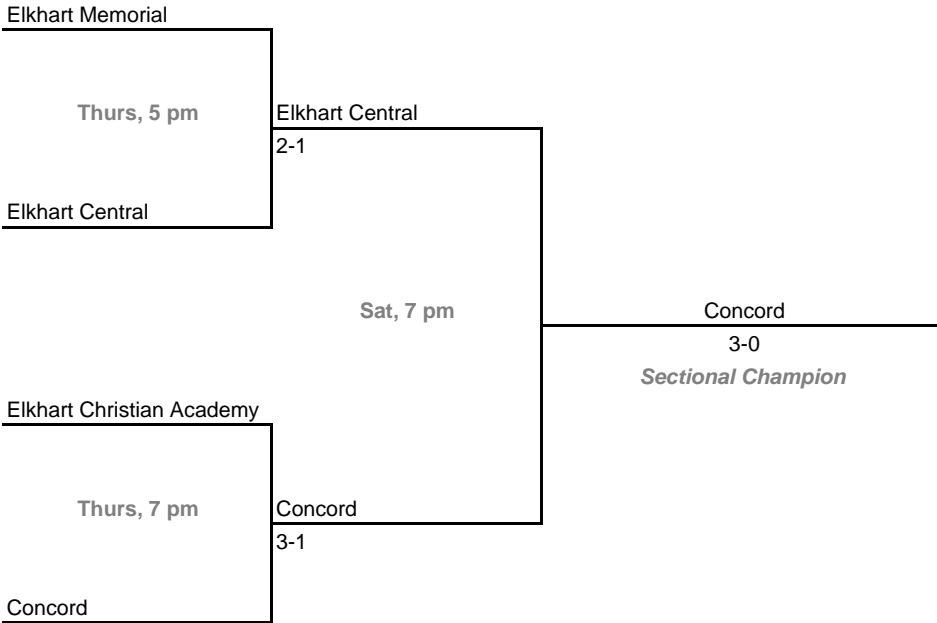 Elkhart Memorial
Thurs, 5 pm
Elkhart Central
2-1
Elkhart Central
Sat, 7 pm
Concord
3-0
Sectional Champion
Elkhart Christian Academy
Thurs, 7 pm
Concord
3-1
Concord